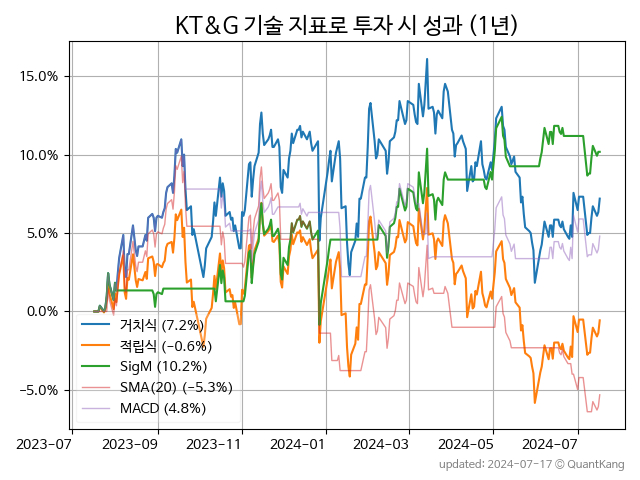 KT&G 기술 지표로 투자 시 성과 (1년)
15.0%
10.0%
5.0%
0.0%
−5.0%
거치식 (7.2%)
적립식 (−0.6%)
SigM (10.2%)
SMA(20) (−5.3%)
MACD (4.8%)
2023-07 2023-09 2023-11 2024-01 2024-03 2024-05 2024-07
updated: 2024-07-17 © QuantKang